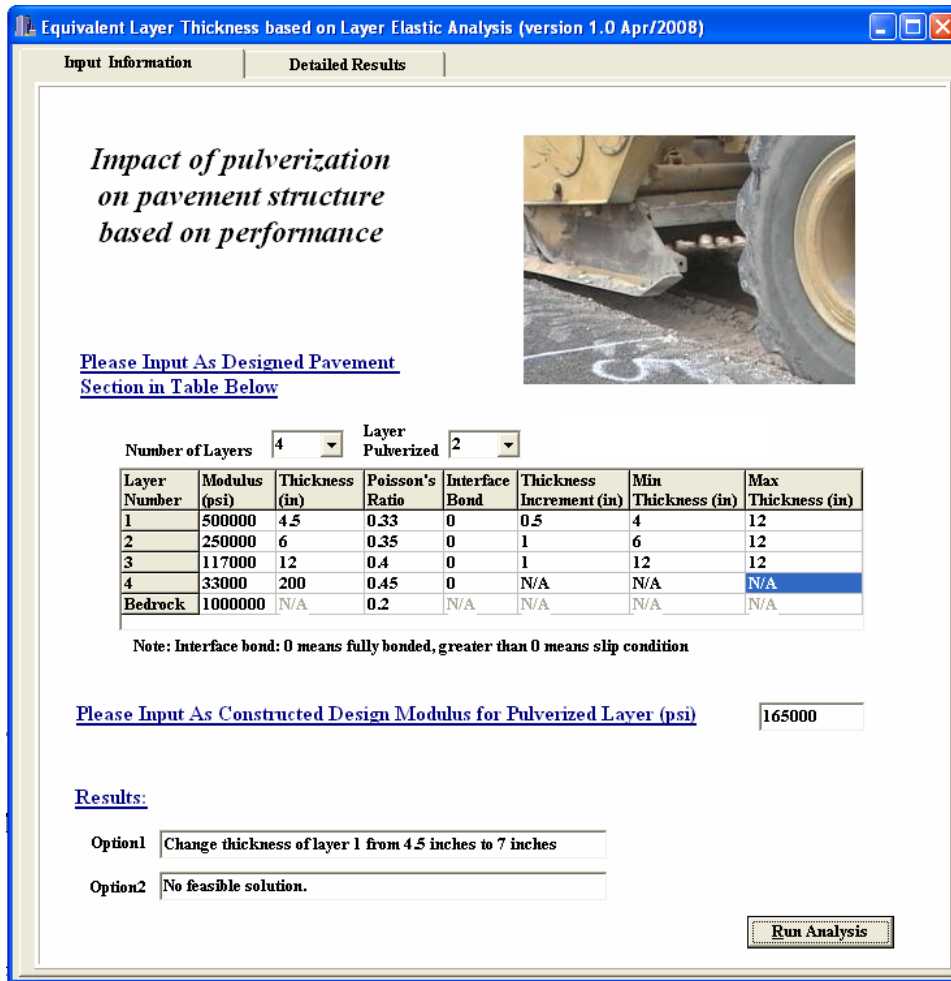 Equivalent Layer Thickness based on Layer Elastic Analysis (version 1.0 Apr/2008)
Input Information Detailed Results
Impact of pulverization
on pavement structure
based on performance
Please Input As Designed Pavement
Section in Table Below
Number of Layers 4 Layer Pulverized 2
Layer Number Modulus (psi) Thickness (in) Poisson's Ratio Interface Bond Thickness Increment (in) Min Thickness (in) Max Thickness (in)
1 500000 4.5 0.33 0 0.5 4 12
2 250000 6 0.35 0 1 6 12
3 117000 12 0.4 0 1 12 12
4 33000 200 0.45 0 N/A N/A N/A
Bedrock 1000000 N/A 0.2 N/A N/A N/A N/A
Note: Interface bond: 0 means fully bonded, greater than 0 means slip condition
Please Input As Constructed Design Modulus for Pulverized Layer (psi) 165000
Results:
Option1 Change thickness of layer 1 from 4.5 inches to 7 inches
Option2 No feasible solution.
Run Analysis